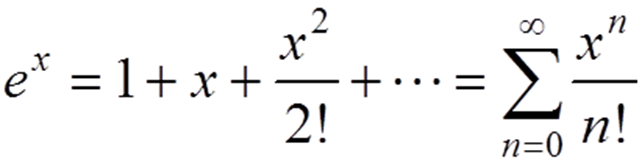 e^x = 1 + x + x^2/2! + ⋯ = ∑_{n=0}^{∞} x^n/n!